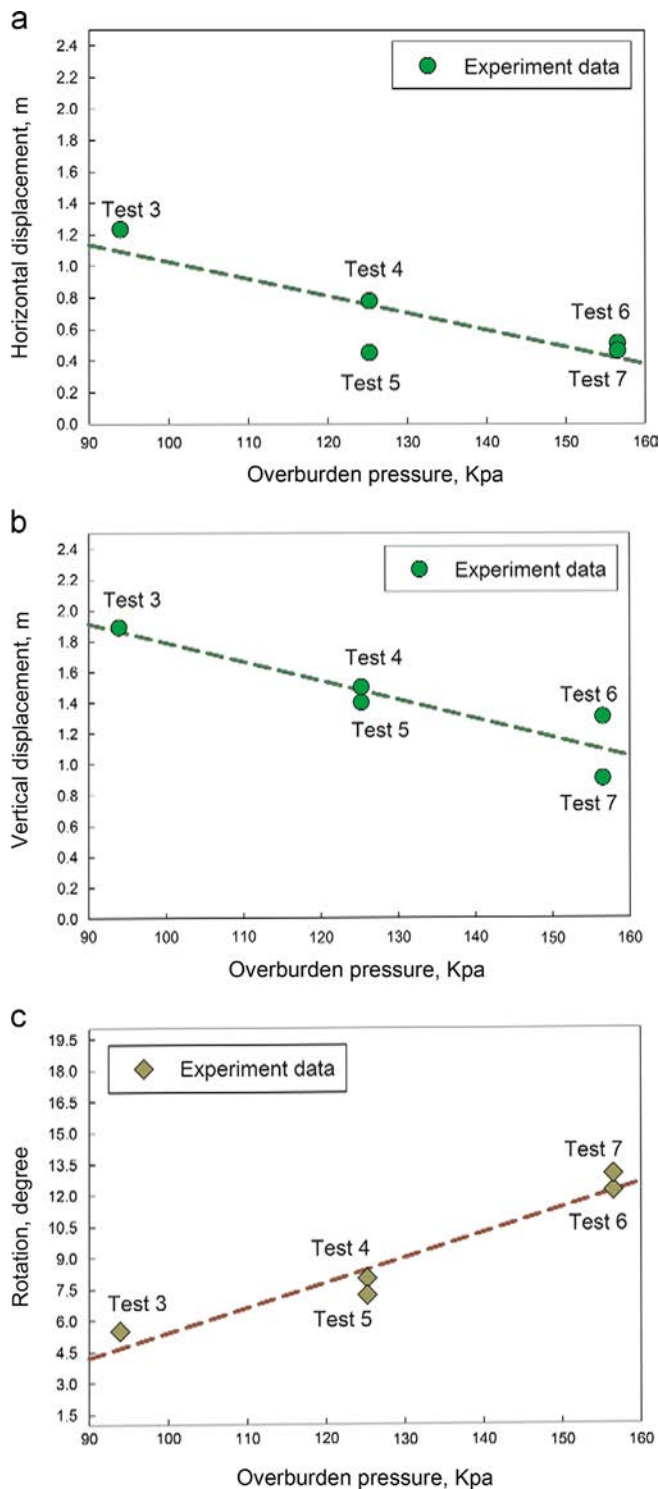 a
2.4
2.2
2.0
1.8
1.6
1.4
1.2
1.0
0.8
0.6
0.4
0.2
0.0
Horizontal displacement, m
Experiment data
Test 3
Test 4
Test 5
Test 6
Test 7
90 100 110 120 130 140 150 160
Overburden pressure, Kpa
b
2.4
2.2
2.0
1.8
1.6
1.4
1.2
1.0
0.8
0.6
0.4
0.2
0.0
Vertical displacement, m
Experiment data
Test 3
Test 4
Test 5
Test 6
Test 7
90 100 110 120 130 140 150 160
Overburden pressure, Kpa
c
19.5
18.0
16.5
15.0
13.5
12.0
10.5
9.0
7.5
6.0
4.5
3.0
1.5
Rotation, degree
Experiment data
Test 7
Test 6
Test 4
Test 3
Test 5
90 100 110 120 130 140 150 160
Overburden pressure, Kpa